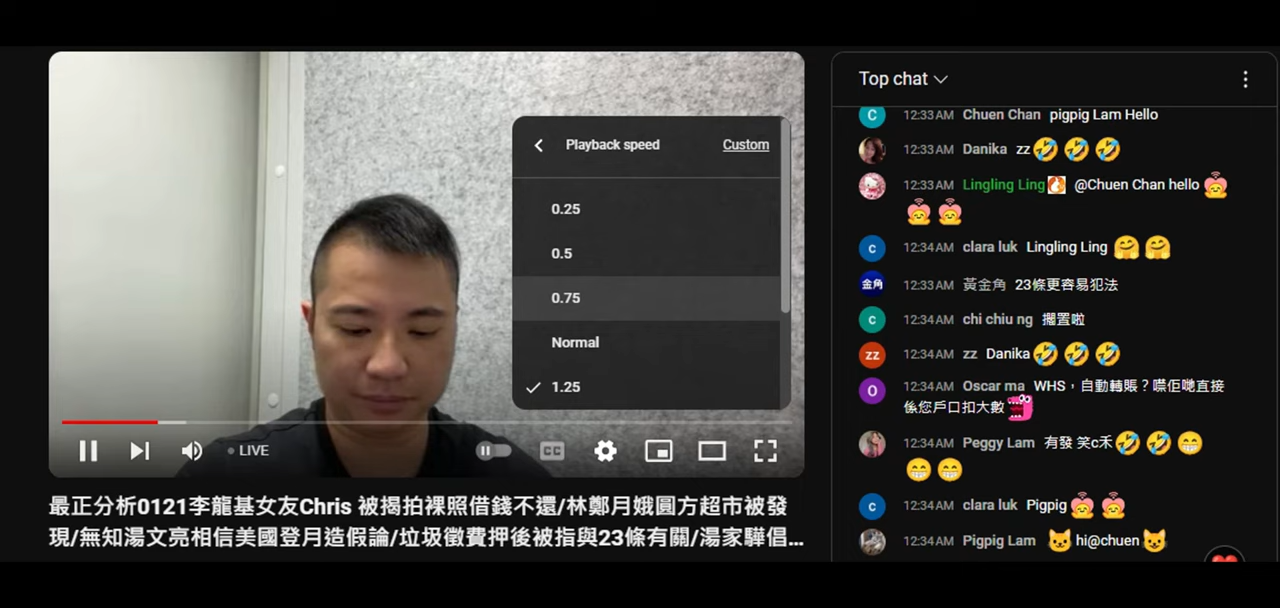 Playback speed
Custom
0.25
0.5
0.75
Normal
1.25
LIVE
CC
最正分析0121李龍基女友Chris 被揭拍裸照借錢不還/林鄭月娥圓方超市被發
現/無知湯文亮相信美國登月造假論/垃圾徵費押後被指與23條有關/湯家驊倡...
Top chat
C 12:33 AM Chuen Chan pigpig Lam Hello
12:33 AM Danika zz🤣🤣🤣
12:33 AM Lingling Ling @Chuen Chan hello
c 12:34 AM clara luk Lingling Ling 🤗🤗
金角 12:33 AM 黃金角 23條更容易犯法
c 12:34 AM chi chiu ng 擱置啦
zz 12:34 AM zz Danika🤣🤣🤣
O 12:34 AM Oscar ma WHS，自動轉賬？噤佢哋直接
係您戶口扣大數
12:34 AM Peggy Lam 有發 笑c禾🤣🤣😁
😁😁
c 12:34 AM clara luk Pigpig
12:34 AM Pigpig Lam 😺hi@chuen😺